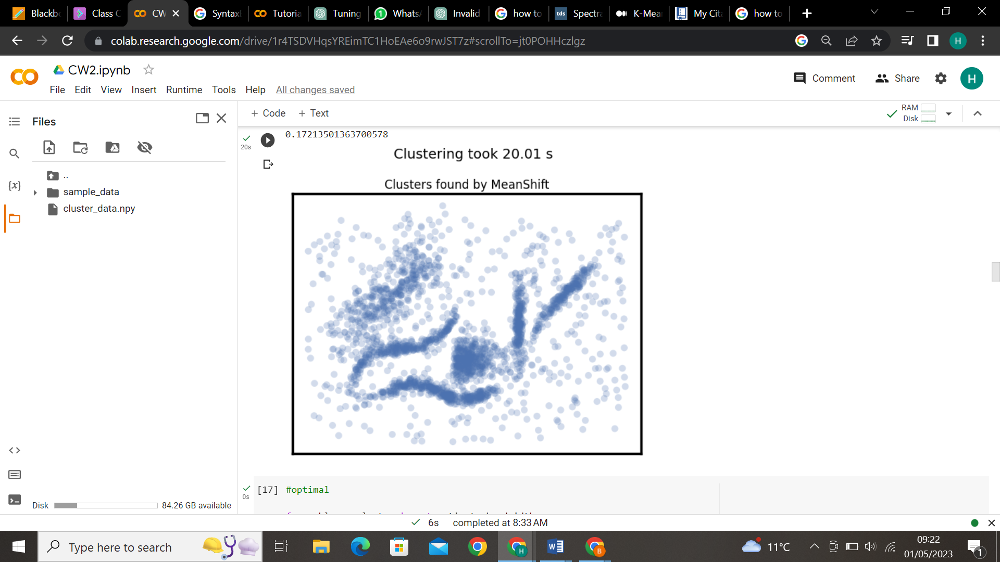 Blackb
Class C
CW
Syntax
Tutoria
Tuning
Whats
Invalid
how to
tds
Spectra
K-Mea
My Cit
how to
colab.research.google.com/drive/1r4TSDVHqsYREimTC1HoEAe6o9rwJST7z#scrollTo=jt0POHHczlgz
H
CW2.ipynb
Comment
Share
H
File Edit View Insert Runtime Tools Help All changes saved
Files
+ Code + Text
RAM
Disk
{x}
..
sample_data
cluster_data.npy
20s
0.17213501363700578
Clustering took 20.01 s
Clusters found by MeanShift
0s
[17] #optimal
Disk 84.26 GB available
6s completed at 8:33 AM
Type here to search
11°C
09:22
01/05/2023
1